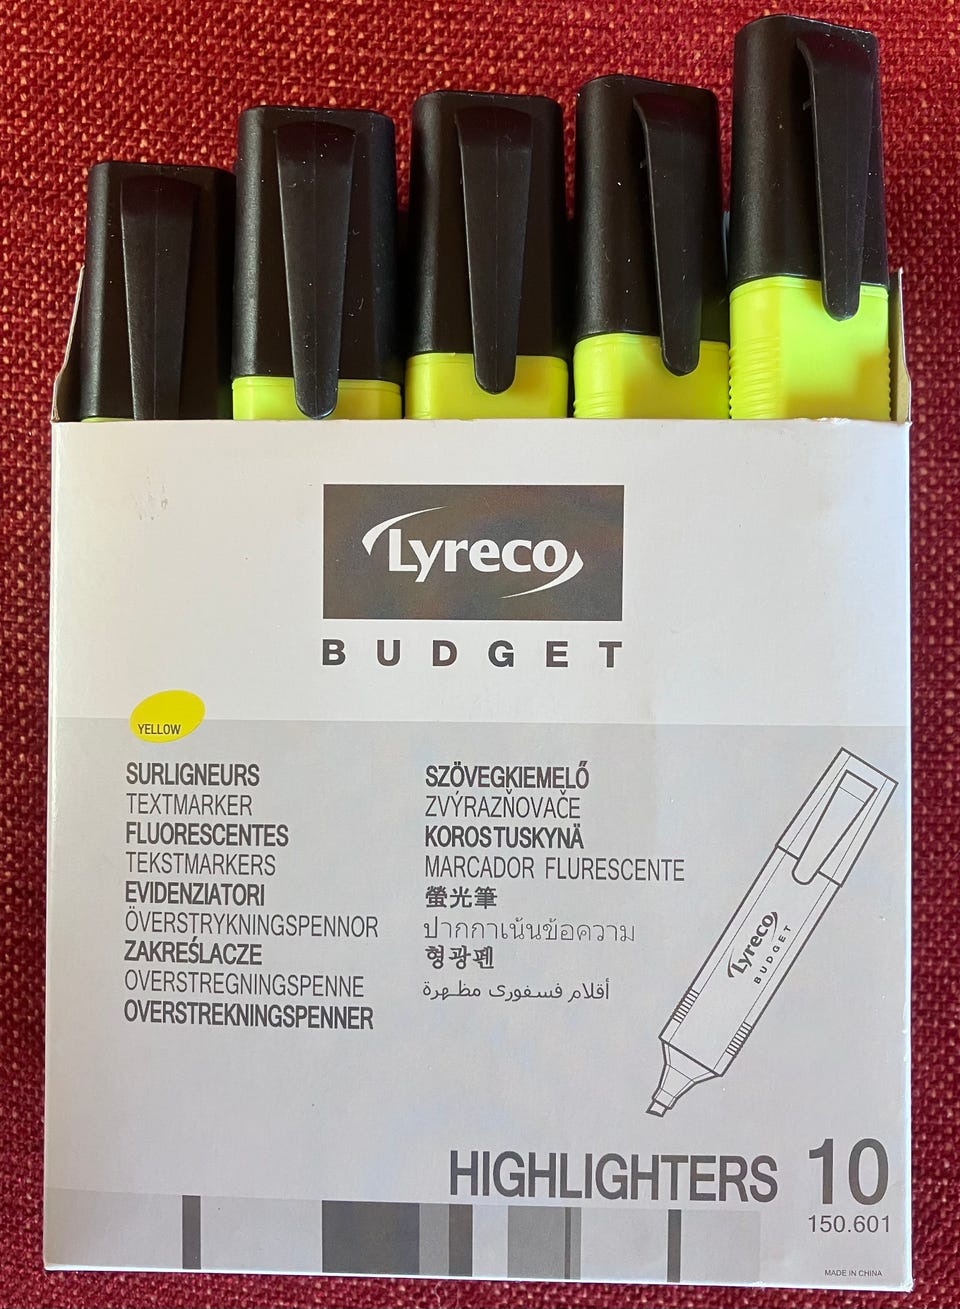 Lyreco
BUDGET
YELLOW
SURLIGNEURS
TEXTMARKER
FLUORESCENTES
TEKSTMARKERS
EVIDENZIATORI
ÖVERSTRYKNINGSPENNOR
ZAKREŚLACZE
OVERSTREGNINGSPENNE
OVERSTREKNINGSPENNER
SZÖVEGKIEMELŐ
ZVÝRAZŇOVAČE
KOROSTUSKYNÄ
MARCADOR FLURESCENTE
螢光筆
ปากกาเน้นข้อความ
형광펜
أقلام فسفورى مظهرة
Lyreco
BUDGET
HIGHLIGHTERS 10
150.601
MADE IN CHINA